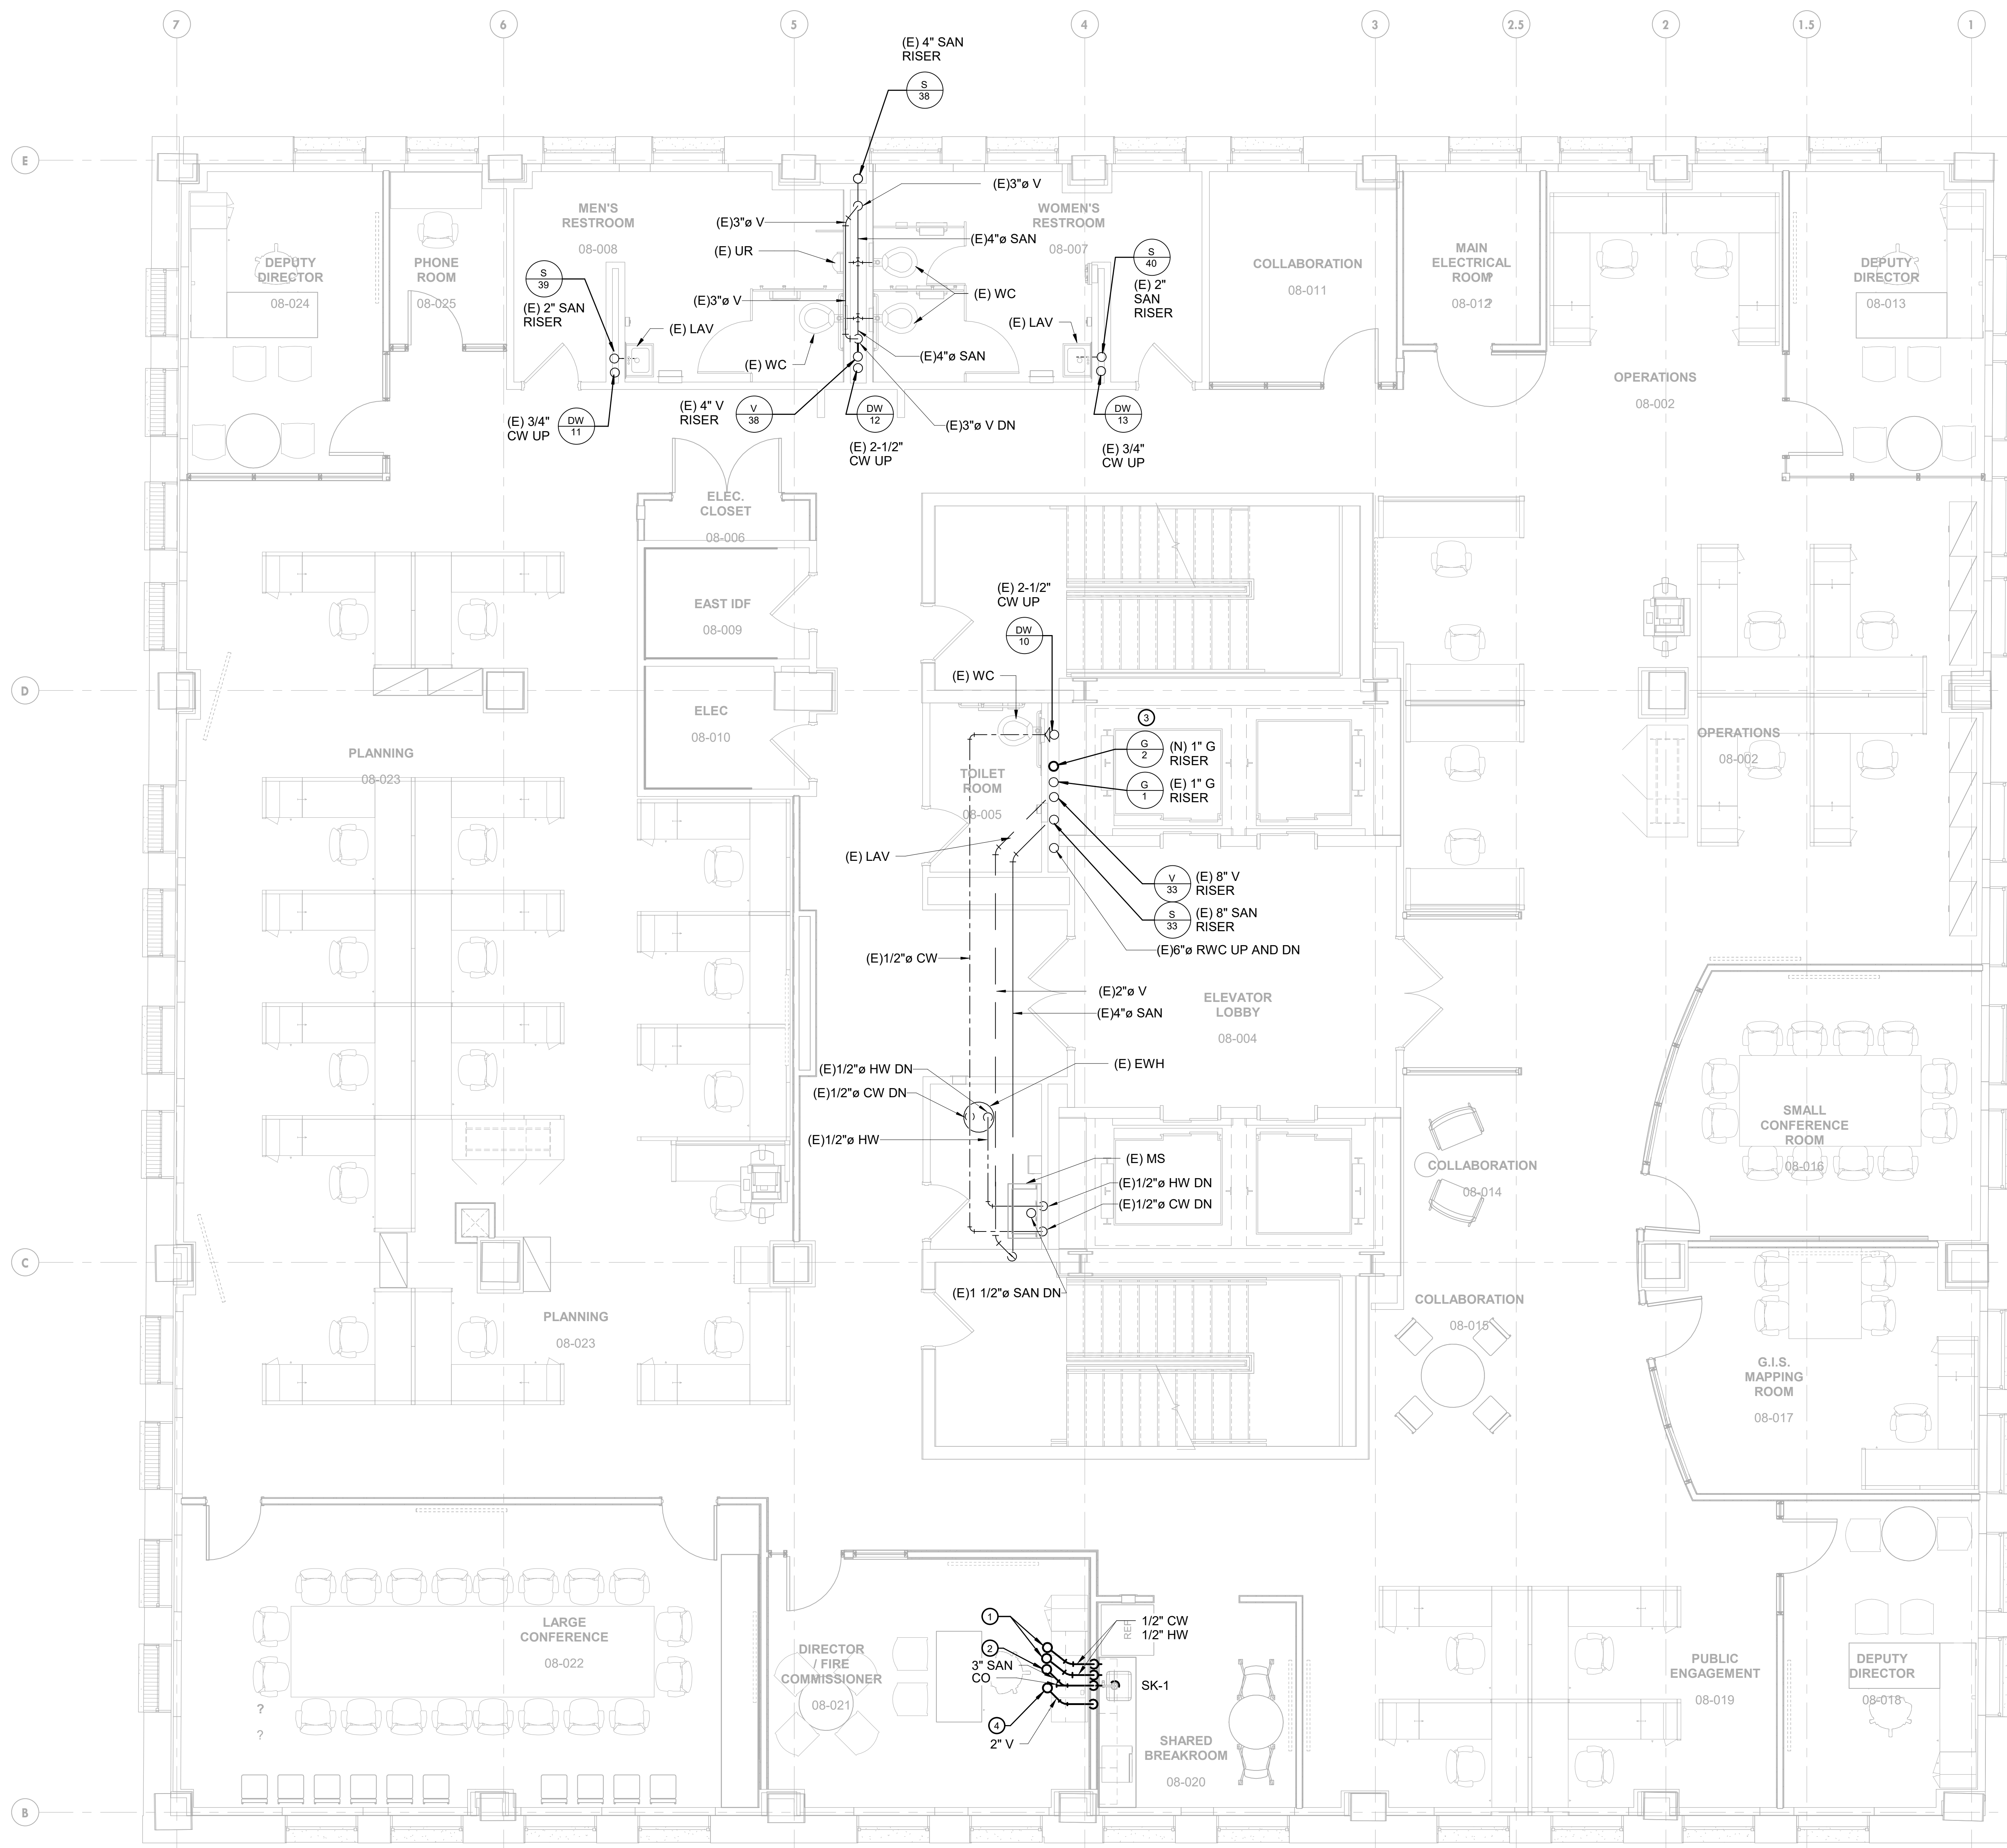 7
6
5
4
3
2.5
2
1.5
1
(E) 4" SAN
RISER
S
38
E
(E)3"ø V
MEN'S
RESTROOM
08-008
WOMEN'S
RESTROOM
08-007
(E)3"ø V
(E)4"ø SAN
(E) UR
DEPUTY
DIRECTOR
08-024
PHONE
ROOM
08-025
S
39
(E) 2" SAN
RISER
S
40
(E) 2"
SAN
RISER
COLLABORATION
08-011
MAIN
ELECTRICAL
ROOM?
08-012?
DEPUTY
DIRECTOR
08-013
(E)3"ø V
(E) WC
(E) LAV
(E) LAV
(E)4"ø SAN
(E) WC
OPERATIONS
08-002
(E) 3/4"
CW UP
DW
11
(E) 4" V
RISER
V
38
DW
12
(E)3"ø V DN
(E) 2-1/2"
CW UP
DW
13
(E) 3/4"
CW UP
ELEC.
CLOSET
08-006
EAST IDF
08-009
(E) 2-1/2"
CW UP
DW
10
D
(E) WC
ELEC
08-010
3
G
2
(N) 1" G
RISER
G
1
(E) 1" G
RISER
PLANNING
08-023
OPERATIONS
08-002
TOILET
ROOM
08-005
(E) LAV
V
33
(E) 8" V
RISER
S
33
(E) 8" SAN
RISER
(E)6"ø RWC UP AND DN
(E)1/2"ø CW
(E)2"ø V
(E)4"ø SAN
ELEVATOR
LOBBY
08-004
(E)1/2"ø HW DN
(E) EWH
(E)1/2"ø CW DN
(E)1/2"ø HW
(E) MS
(E)1/2"ø HW DN
(E)1/2"ø CW DN
SMALL
CONFERENCE
ROOM
08-016
COLLABORATION
08-014
C
(E)1 1/2"ø SAN DN
PLANNING
08-023
COLLABORATION
08-015
G.I.S.
MAPPING
ROOM
08-017
LARGE
CONFERENCE
08-022
?
?
DIRECTOR
/ FIRE
COMMISSIONER
08-021
1
2
3" SAN
CO
4
2" V
1/2" CW
1/2" HW
REF
SK-1
SHARED
BREAKROOM
08-020
PUBLIC
ENGAGEMENT
08-019
DEPUTY
DIRECTOR
08-018
B